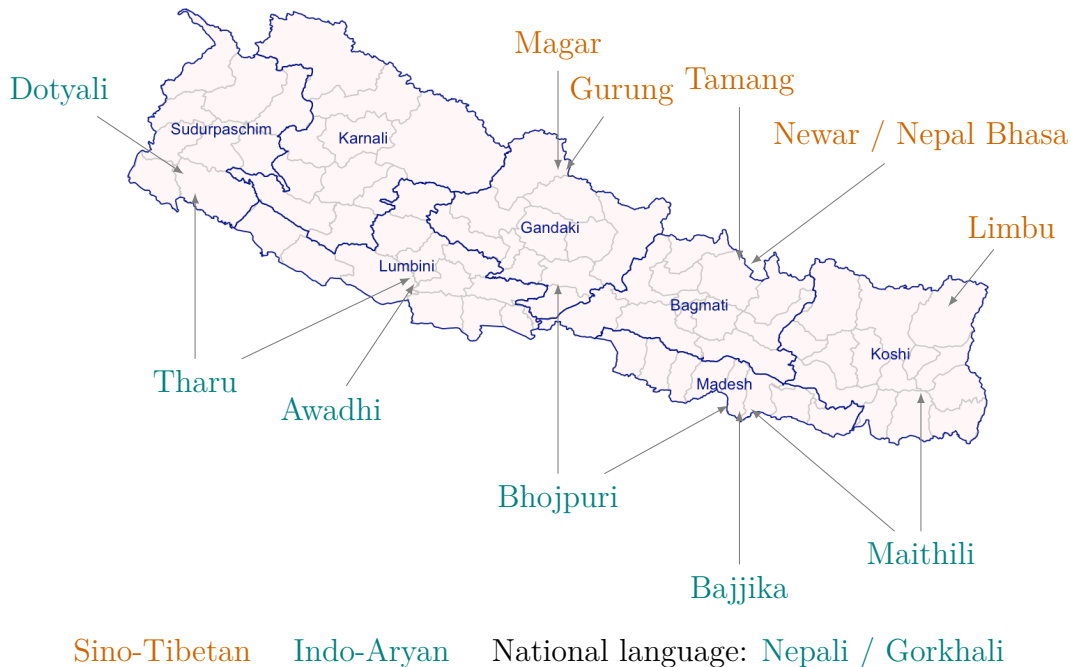 Magar
Gurung
Tamang
Dotyali
Newar / Nepal Bhasa
Sudurpaschim
Karnali
Limbu
Gandaki
Lumbini
Bagmati
Koshi
Madesh
Tharu
Awadhi
Bhojpuri
Maithili
Bajjika
Sino-Tibetan Indo-Aryan National language: Nepali / Gorkhali